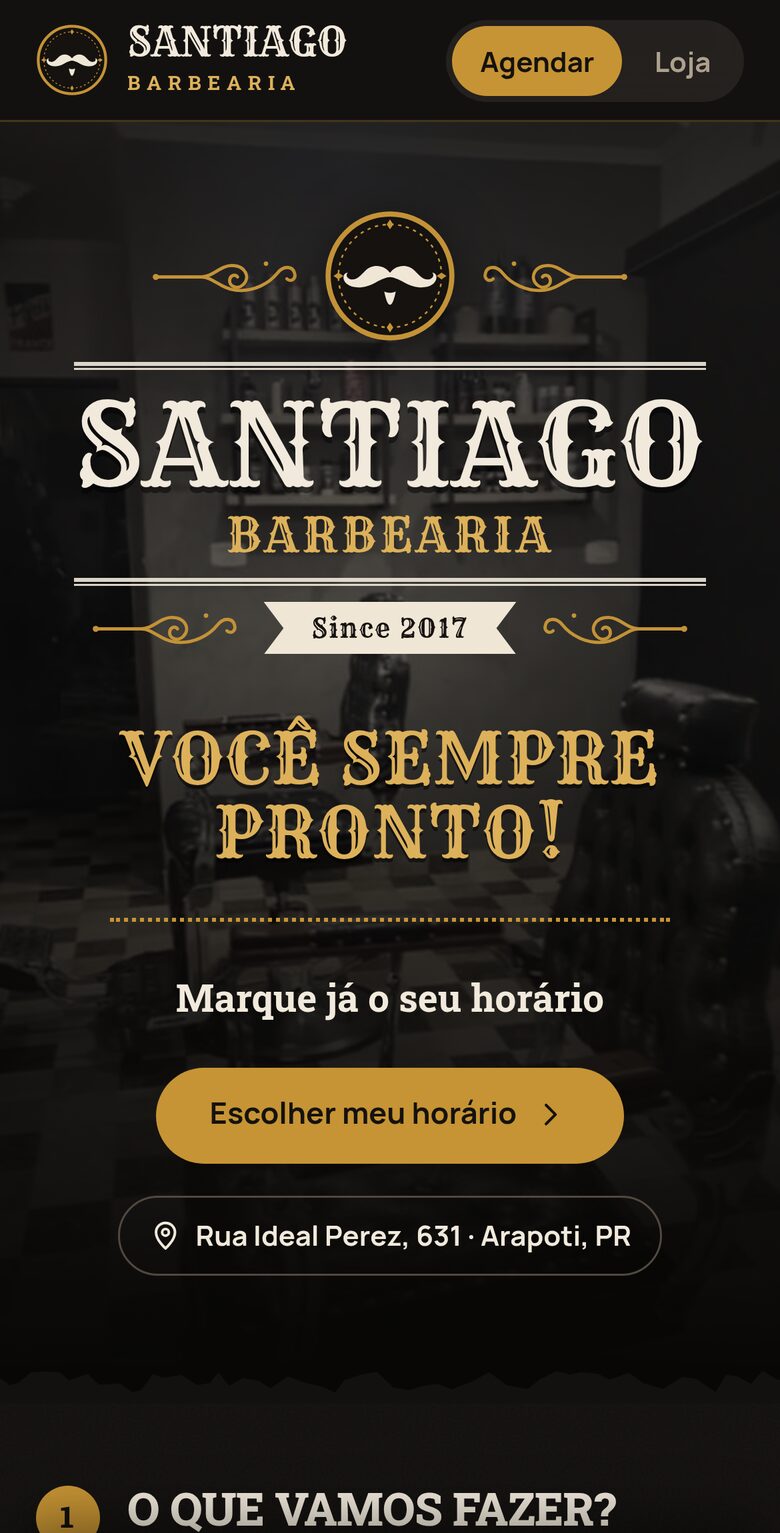 SANTIAGO
BARBEARIA
Agendar
Loja
SANTIAGO
BARBEARIA
Since 2017
VOCÊ SEMPRE
PRONTO!
Marque já o seu horário
Escolher meu horário
Rua Ideal Perez, 631 · Arapoti, PR
1
O QUE VAMOS FAZER?